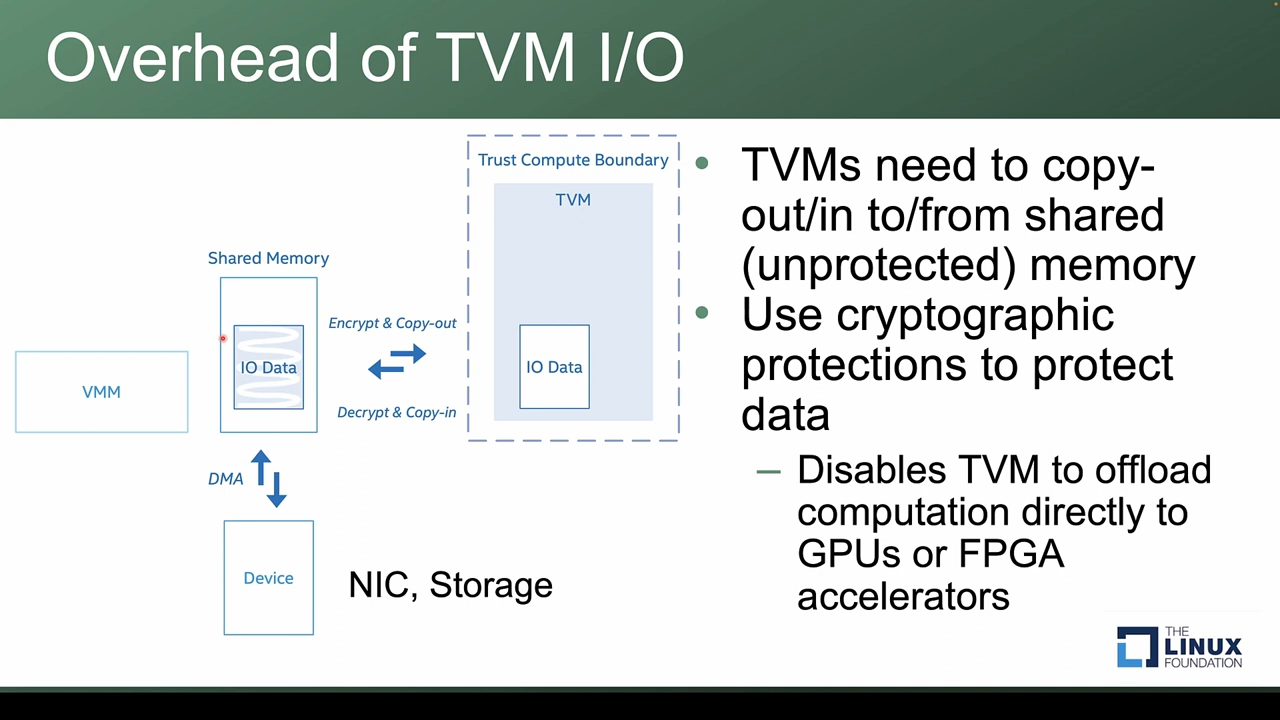 Overhead of TVM I/O
Trust Compute Boundary
TVM
Shared Memory
Encrypt & Copy-out
IO Data
IO Data
VMM
Decrypt & Copy-in
DMA
Device
NIC, Storage
TVMs need to copy-
out/in to/from shared
(unprotected) memory
Use cryptographic
protections to protect
data
Disables TVM to offload
computation directly to
GPUs or FPGA
accelerators
THE
LINUX
FOUNDATION